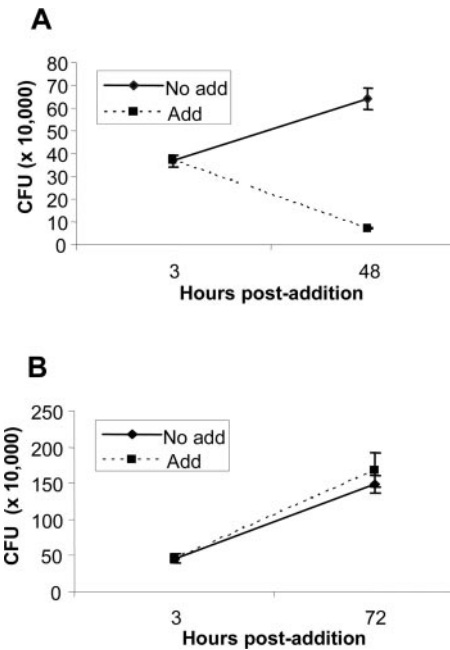 A
CFU (x 10,000)
80
70
60
50
40
30
20
10
0
No add
Add
3 48
Hours post-addition
B
CFU (x 10,000)
250
200
150
100
50
0
No add
Add
3 72
Hours post-addition